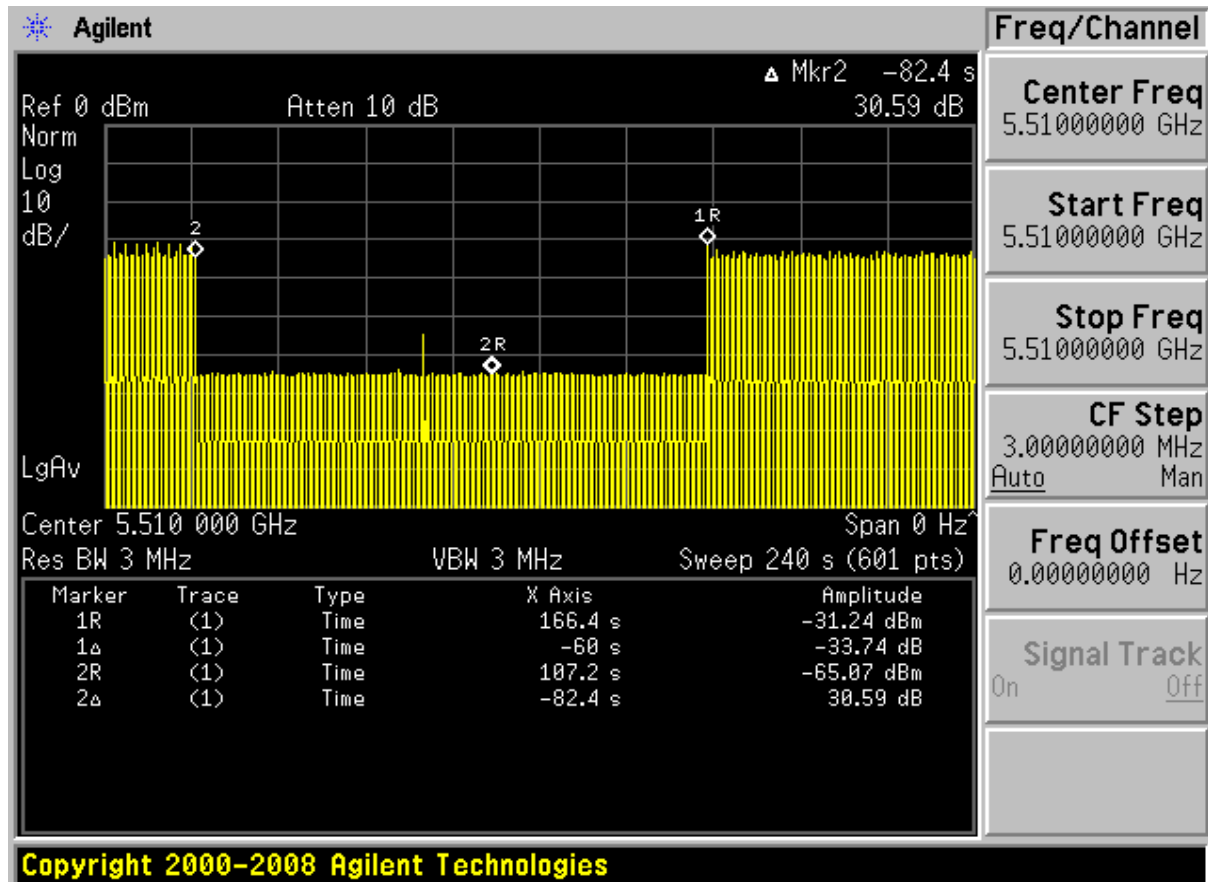 Agilent
Freq/Channel
Δ Mkr2 -82.4 s
Ref 0 dBm Atten 10 dB 30.59 dB
Norm
Log
10
dB/
2
1R
2R
LgAv
Center 5.510 000 GHz Span 0 Hz^
Res BW 3 MHz VBW 3 MHz Sweep 240 s (601 pts)
Marker Trace Type X Axis Amplitude
1R (1) Time 166.4 s -31.24 dBm
1Δ (1) Time -60 s -33.74 dB
2R (1) Time 107.2 s -65.07 dBm
2Δ (1) Time -82.4 s 30.59 dB
Center Freq
5.51000000 GHz
Start Freq
5.51000000 GHz
Stop Freq
5.51000000 GHz
CF Step
3.00000000 MHz
Auto Man
Freq Offset
0.00000000 Hz
Signal Track
On Off
Copyright 2000-2008 Agilent Technologies